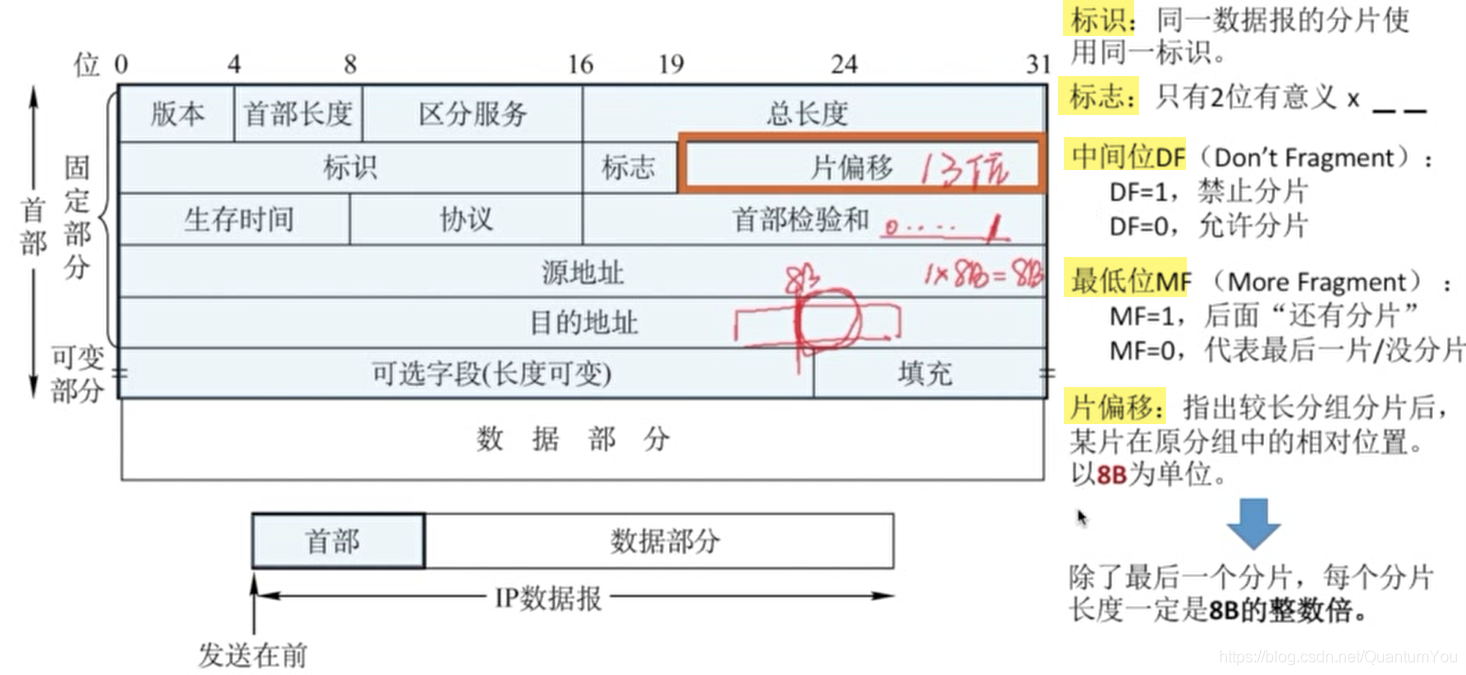 位 0 4 8 16 19 24 31
版本 首部长度 区分服务 总长度
标识 标志 片偏移 13位
生存时间 协议 首部检验和 0····1
源地址 1×8B=8B
8B
目的地址
可选字段(长度可变) 填充
数 据 部 分
首部
固定部分
可变
部分
首部 数据部分
IP数据报
发送在前
标识：同一数据报的分片使
用同一标识。
标志：只有2位有意义 x _ _
中间位DF（Don’t Fragment）：
DF=1，禁止分片
DF=0，允许分片
最低位MF （More Fragment）：
MF=1，后面“还有分片”
MF=0，代表最后一片/没分片
片偏移：指出较长分组分片后，
某片在原分组中的相对位置。
以8B为单位。
除了最后一个分片，每个分片
长度一定是8B的整数倍。
https://blog.csdn.net/QuantumYou